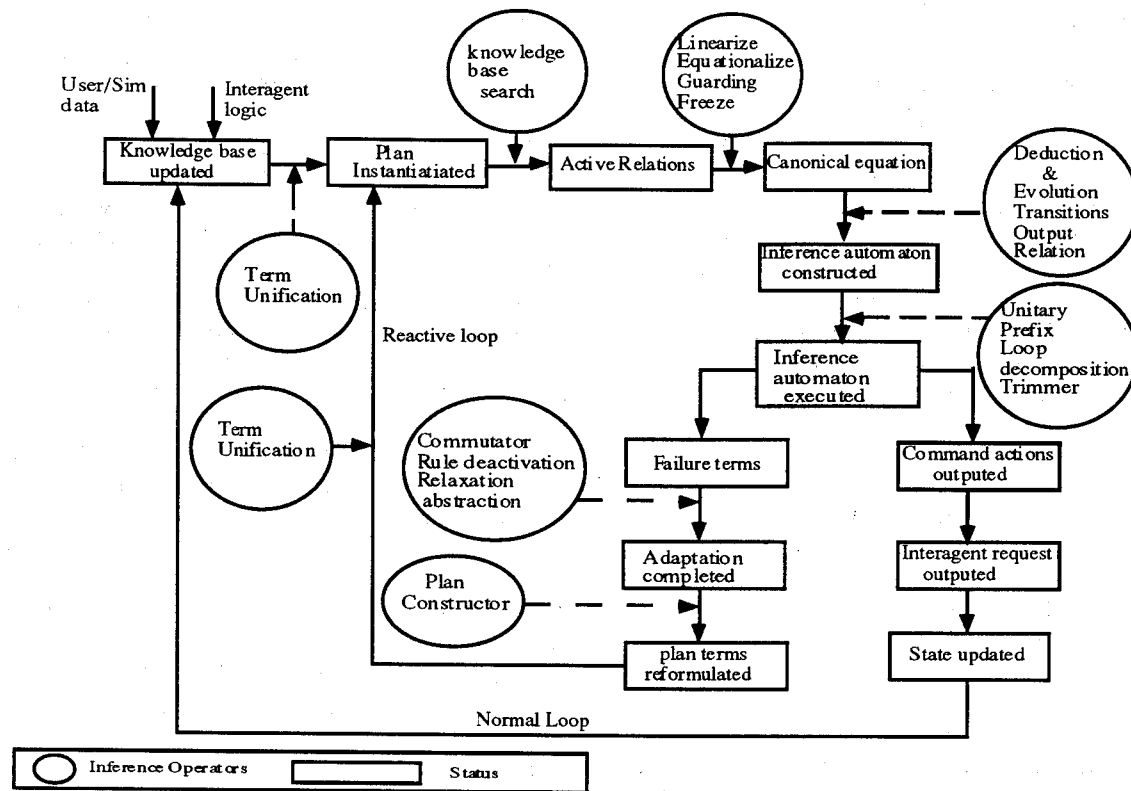 User/Sim
data
Interagent
logic
knowledge
base
search
Linearize
Equationalize
Guarding
Freeze
Knowledge base
updated
Plan
Instantiatiated
Active Relations
Canonical equation
Deduction
&
Evolution
Transitions
Output
Relation
Term
Unification
Inference automaton
constructed
Reactive loop
Unitary
Prefix
Loop
decomposition
Trimmer
Inference
automaton
executed
Term
Unification
Commutator
Rule deactivation
Relaxation
abstraction
Failure terms
Command actions
outputed
Adaptation
completed
Interagent request
outputed
Plan
Constructor
plan terms
reformulated
State updated
Normal Loop
Inference Operators
Status